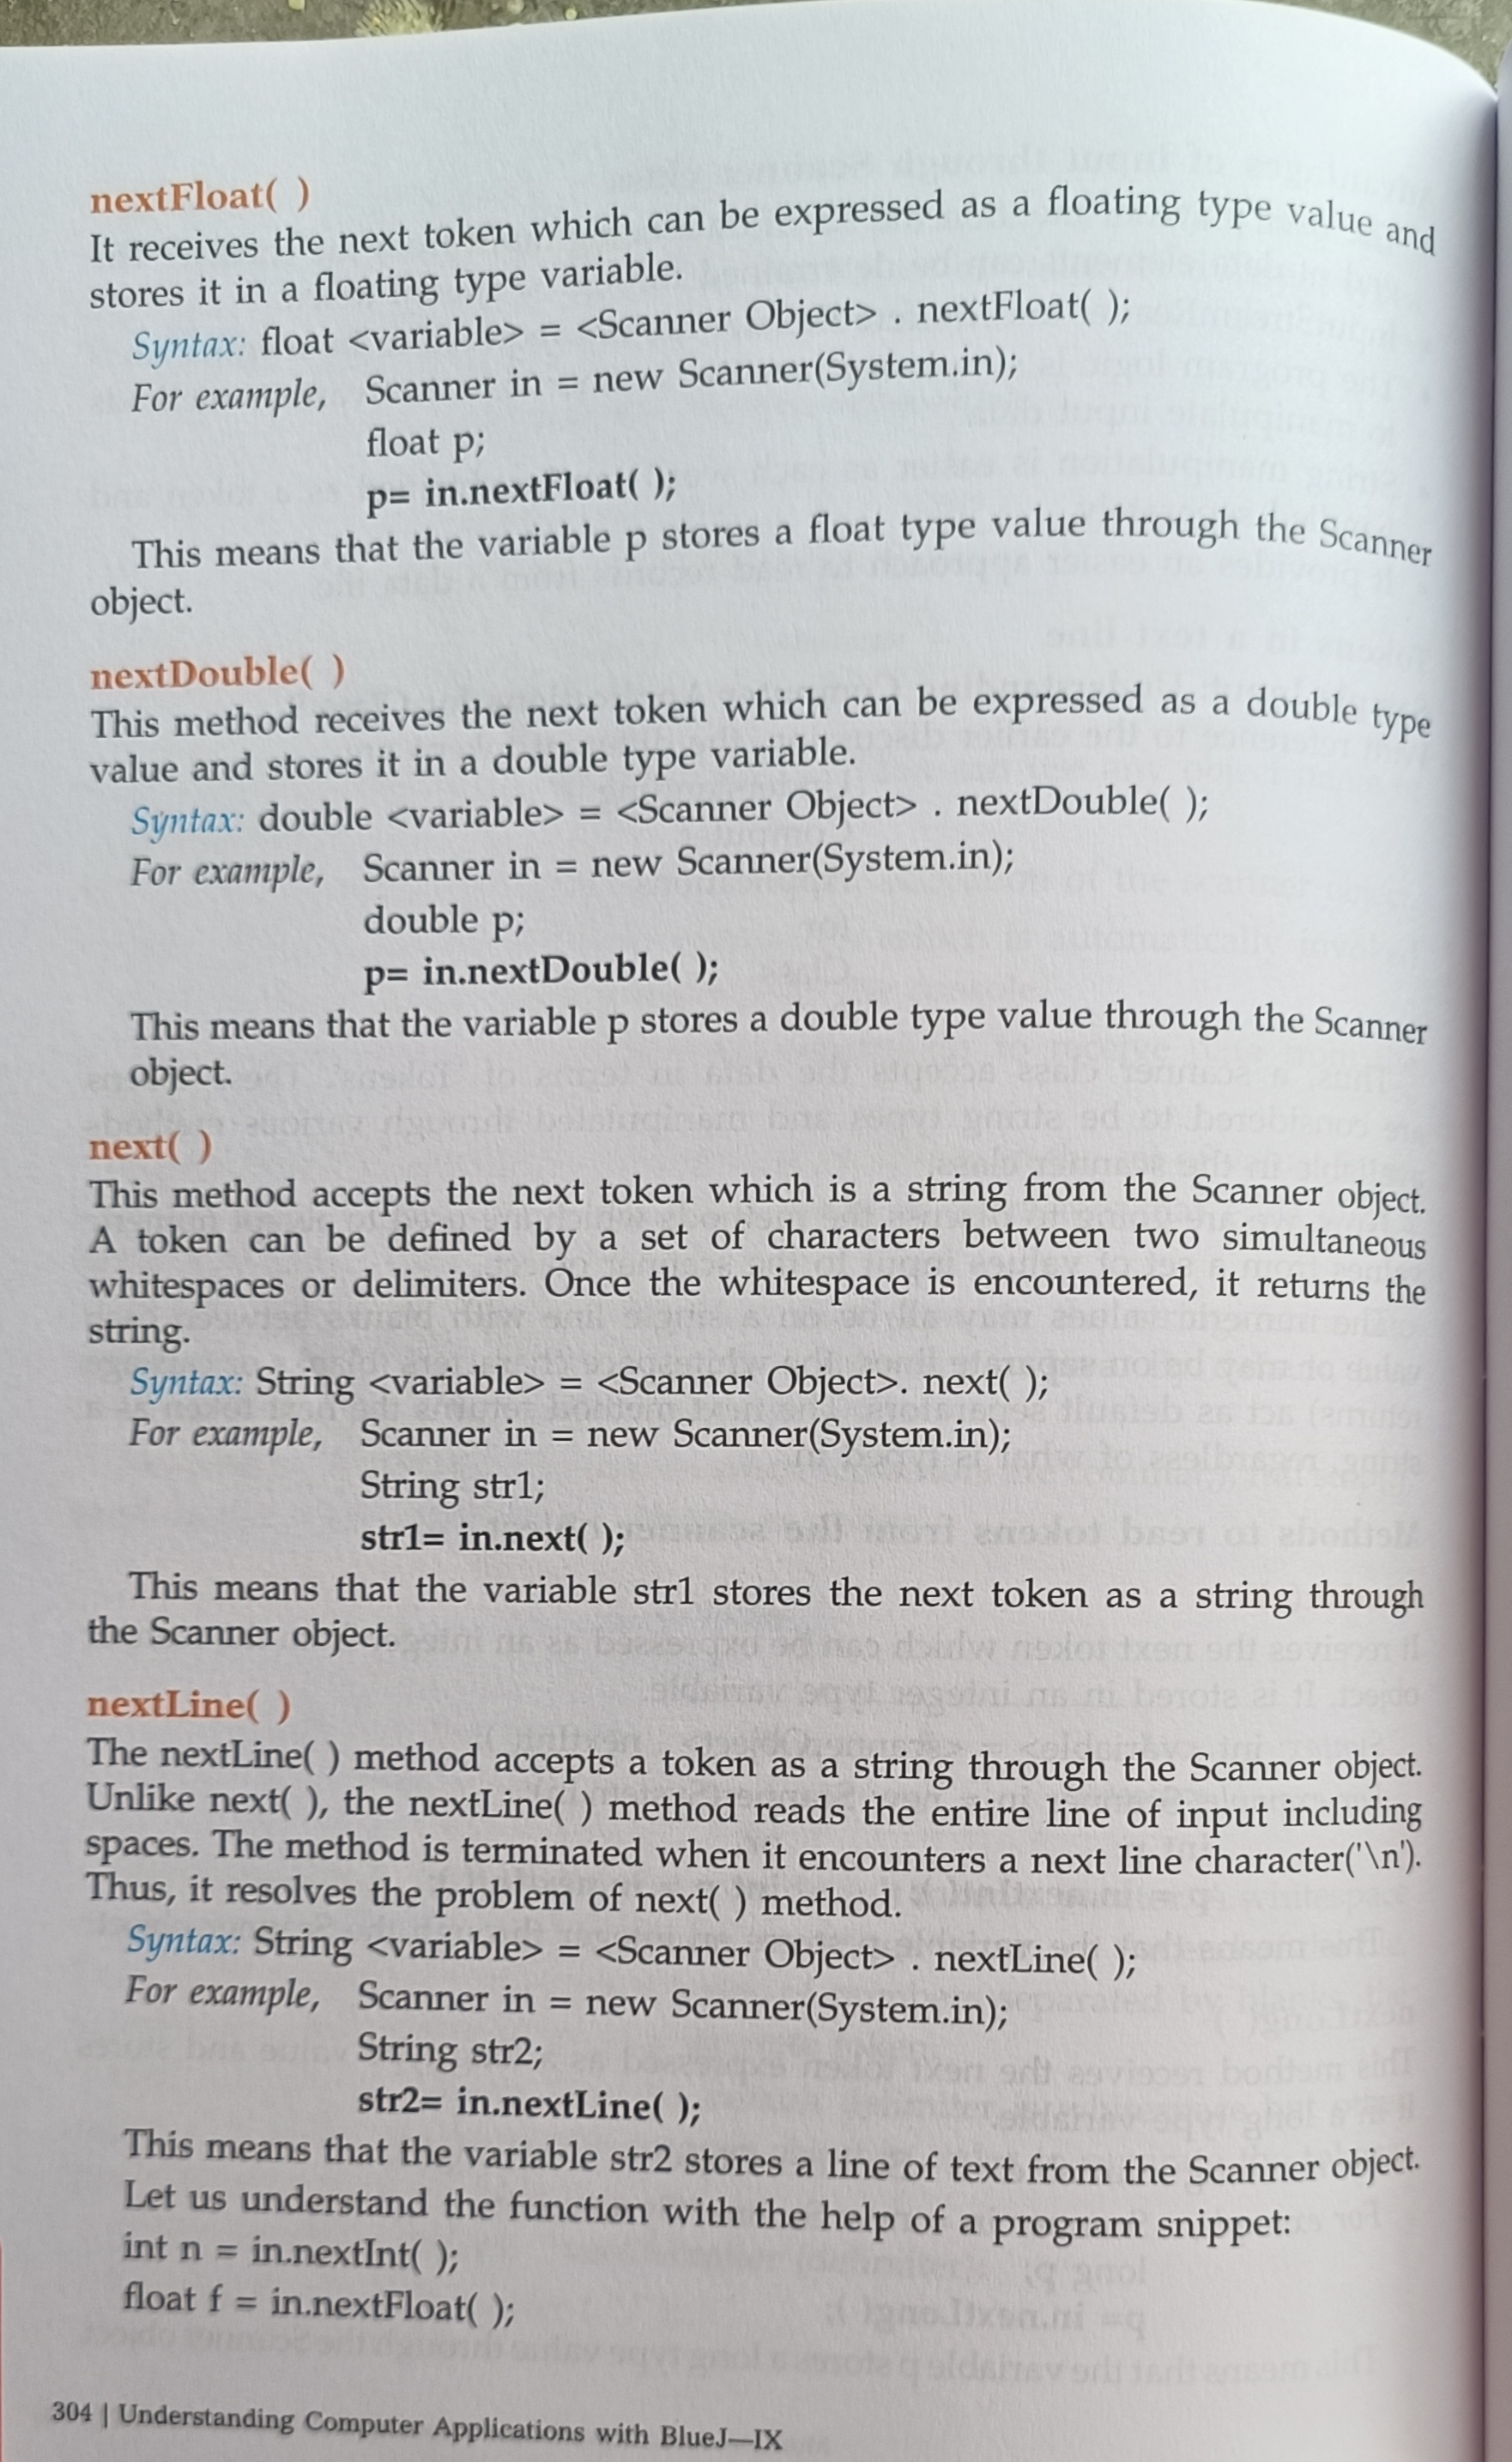 nextFloat( )
It receives the next token which can be expressed as a floating type value and
stores it in a floating type variable.
Syntax: float <variable> = <Scanner Object> . nextFloat( );
For example, Scanner in = new Scanner(System.in);
float p;
p= in.nextFloat( );
This means that the variable p stores a float type value through the Scanner
object.
nextDouble( )
This method receives the next token which can be expressed as a double type
value and stores it in a double type variable.
Syntax: double <variable> = <Scanner Object> . nextDouble( );
For example, Scanner in = new Scanner(System.in);
double p;
p= in.nextDouble( );
This means that the variable p stores a double type value through the Scanner
object.
next( )
This method accepts the next token which is a string from the Scanner object.
A token can be defined by a set of characters between two simultaneous
whitespaces or delimiters. Once the whitespace is encountered, it returns the
string.
Syntax: String <variable> = <Scanner Object>. next( );
For example, Scanner in = new Scanner(System.in);
String str1;
str1= in.next( );
This means that the variable str1 stores the next token as a string through
the Scanner object.
nextLine( )
The nextLine( ) method accepts a token as a string through the Scanner object.
Unlike next( ), the nextLine( ) method reads the entire line of input including
spaces. The method is terminated when it encounters a next line character('\n').
Thus, it resolves the problem of next( ) method.
Syntax: String <variable> = <Scanner Object> . nextLine( );
For example, Scanner in = new Scanner(System.in);
String str2;
str2= in.nextLine( );
This means that the variable str2 stores a line of text from the Scanner object.
Let us understand the function with the help of a program snippet:
int n = in.nextInt( );
float f = in.nextFloat( );
304 | Understanding Computer Applications with BlueJ—IX